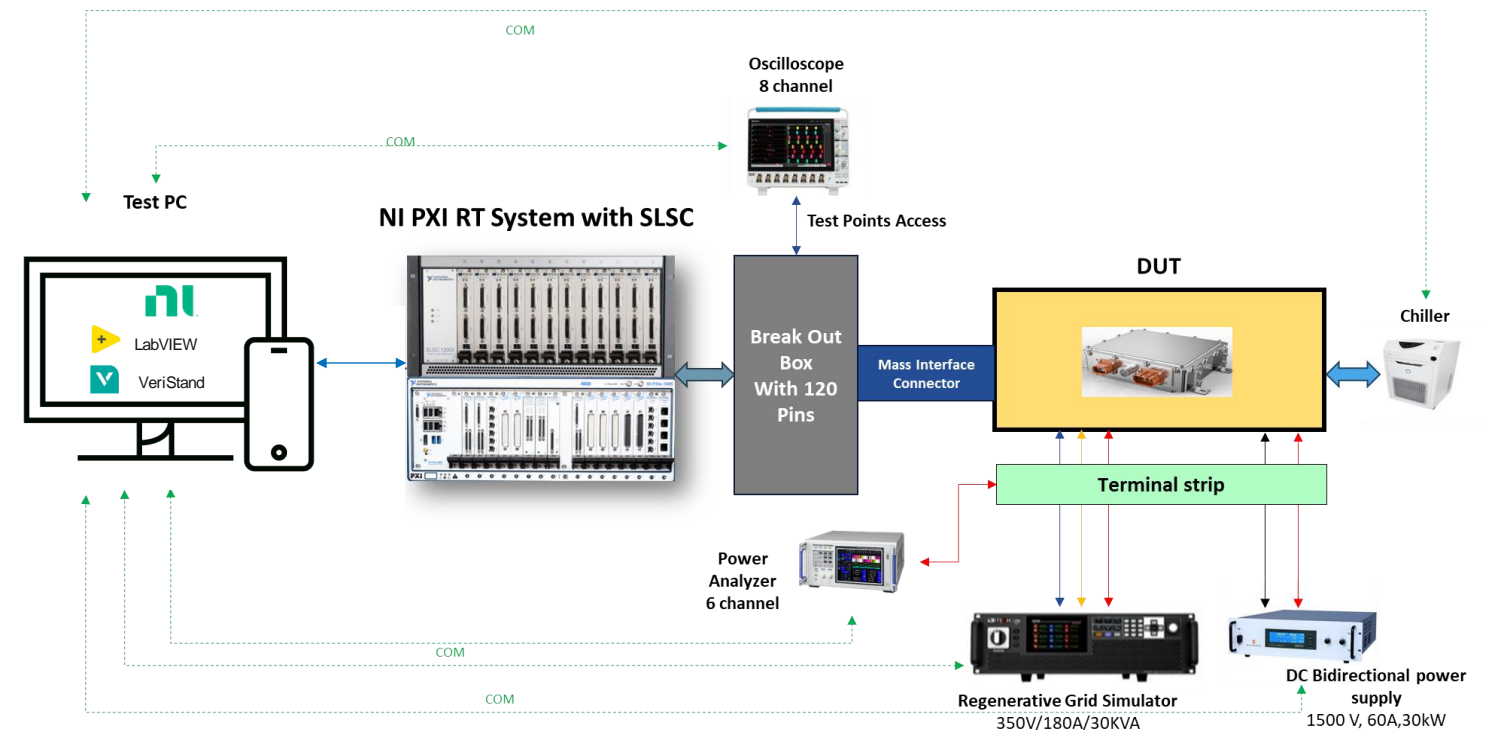 COM
Oscilloscope
8 channel
COM
Test PC
NI PXI RT System with SLSC
Test Points Access
DUT
ni
LabVIEW
VeriStand
Break Out
Box
With 120
Pins
Mass Interface
Connector
Chiller
PXI
Terminal strip
Power
Analyzer
6 channel
COM
COM
Regenerative Grid Simulator
350V/180A/30KVA
DC Bidirectional power
supply
1500 V, 60A,30kW